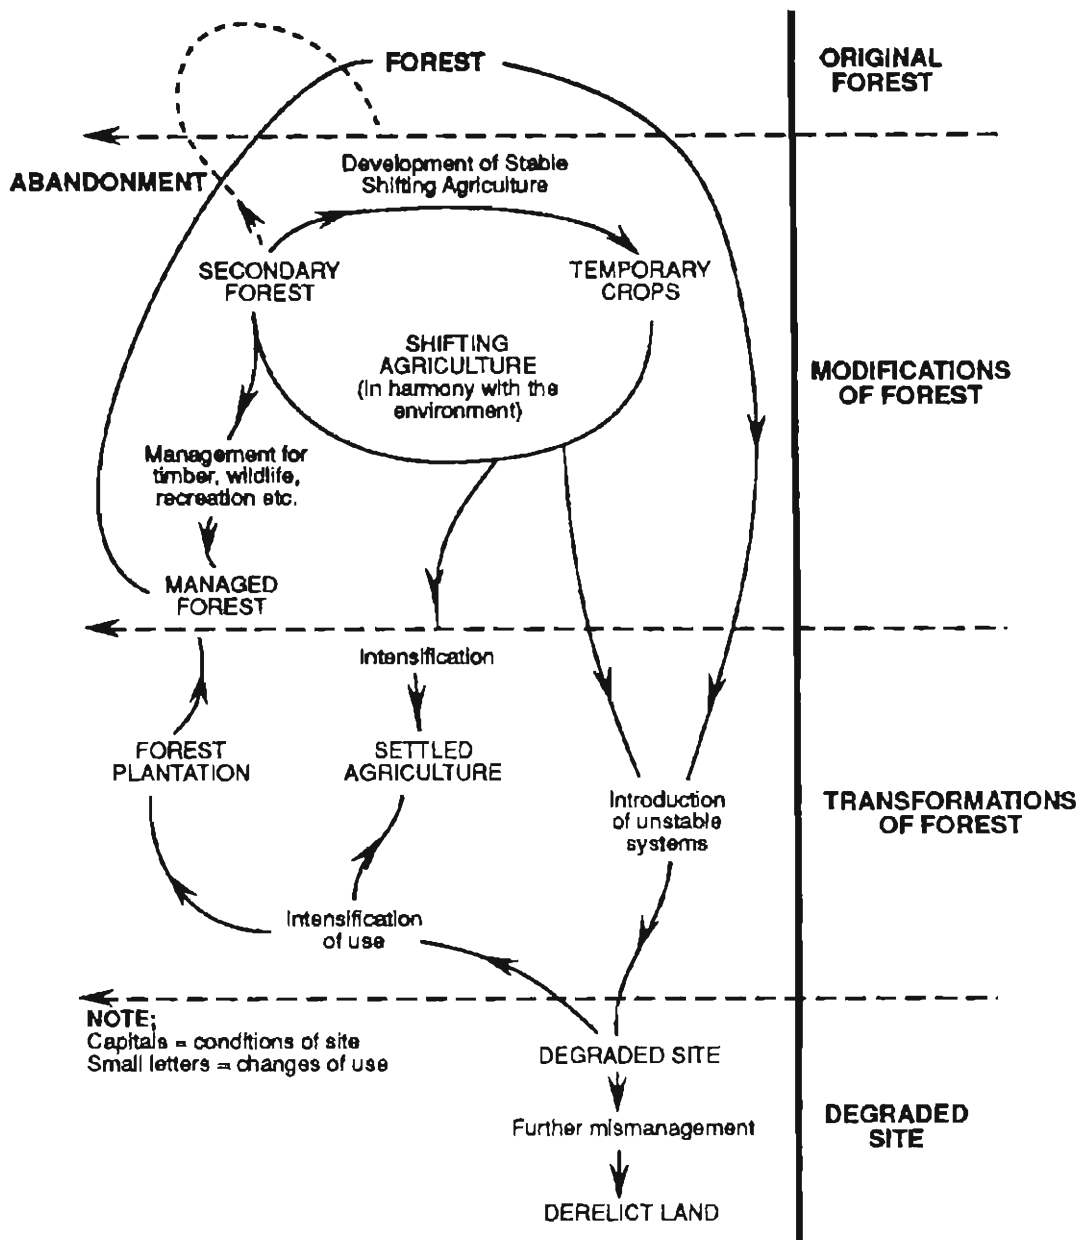 FOREST
ORIGINAL
FOREST
ABANDONMENT
Development of Stable
Shifting Agriculture
SECONDARY
FOREST
TEMPORARY
CROPS
SHIFTING
AGRICULTURE
(In harmony with the
environment)
MODIFICATIONS
OF FOREST
Management for
timber, wildlife,
recreation etc.
MANAGED
FOREST
Intensification
FOREST
PLANTATION
SETTLED
AGRICULTURE
Introduction
of unstable
systems
TRANSFORMATIONS
OF FOREST
Intensification
of use
NOTE;
Capitals = conditions of site
Small letters = changes of use
DEGRADED SITE
Further mismanagement
DEGRADED
SITE
DERELICT LAND